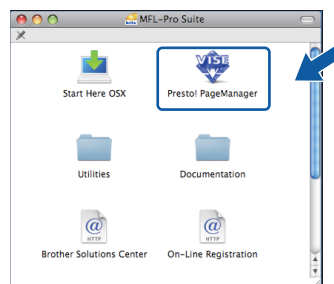 MFL-Pro Suite
VISE
Start Here OSX
Presto! PageManager
Utilities
Documentation
@
HTTP
@
HTTP
Brother Solutions Center
On-Line Registration